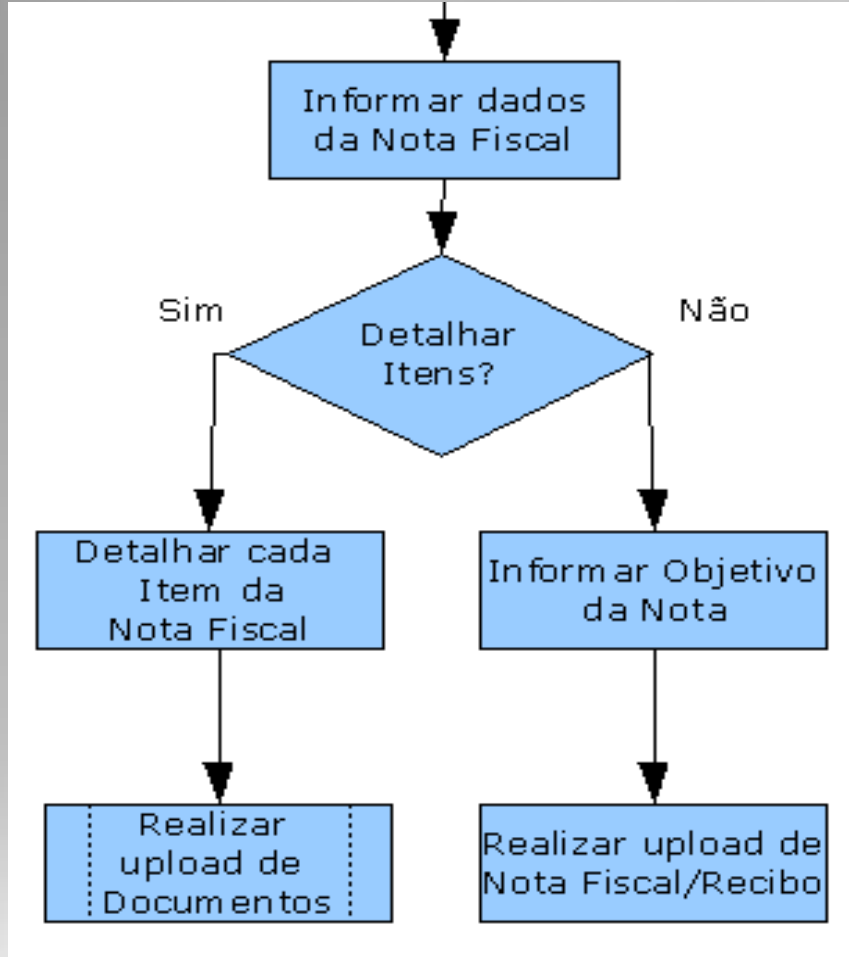 Informar dados
da Nota Fiscal
Sim
Não
Detalhar
Itens?
Detalhar cada
Item da
Nota Fiscal
Informar Objetivo
da Nota
Realizar
upload de
Documentos
Realizar upload de
Nota Fiscal/Recibo